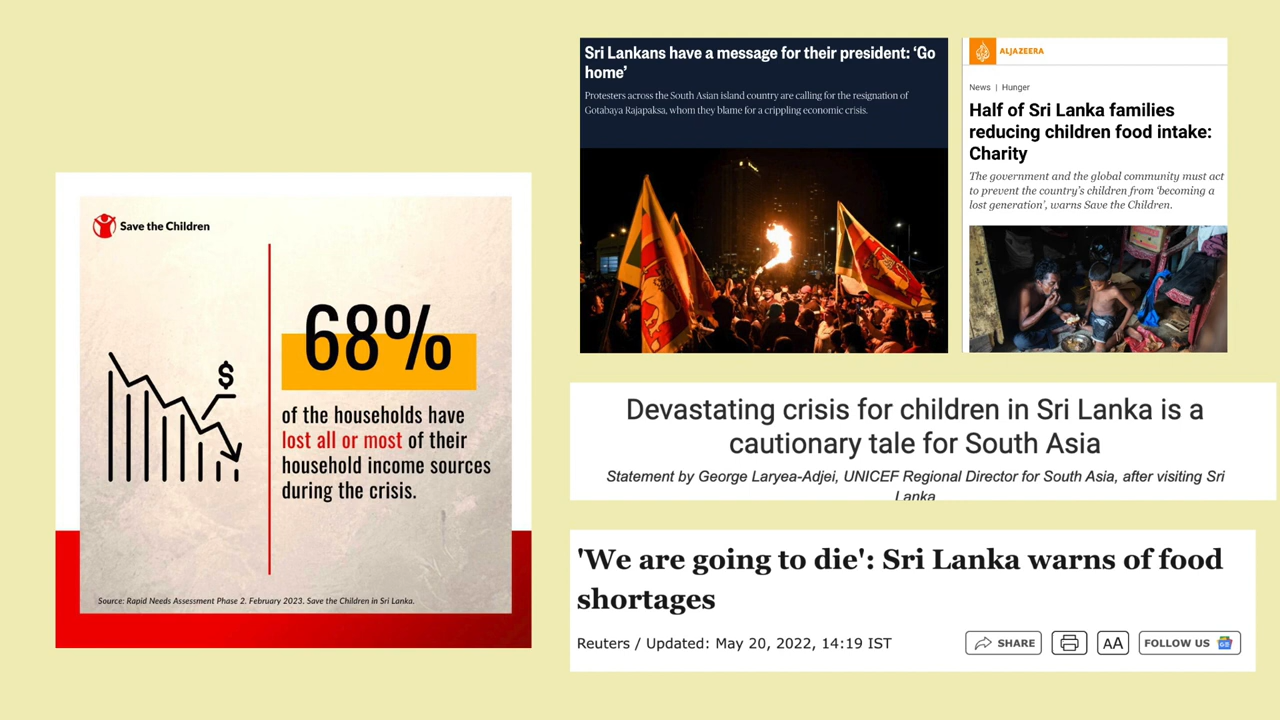 Save the Children
68%
of the households have
lost all or most of their
household income sources
during the crisis.
Source: Rapid Needs Assessment Phase 2. February 2023. Save the Children in Sri Lanka.
$
Sri Lankans have a message for their president: ‘Go
home’
Protesters across the South Asian island country are calling for the resignation of
Gotabaya Rajapaksa, whom they blame for a crippling economic crisis.
ALJAZEERA
News | Hunger
Half of Sri Lanka families
reducing children food intake:
Charity
The government and the global community must act
to prevent the country’s children from ‘becoming a
lost generation’, warns Save the Children.
Devastating crisis for children in Sri Lanka is a
cautionary tale for South Asia
Statement by George Laryea-Adjei, UNICEF Regional Director for South Asia, after visiting Sri
Lanka
'We are going to die': Sri Lanka warns of food
shortages
Reuters / Updated: May 20, 2022, 14:19 IST
SHARE
AA
FOLLOW US